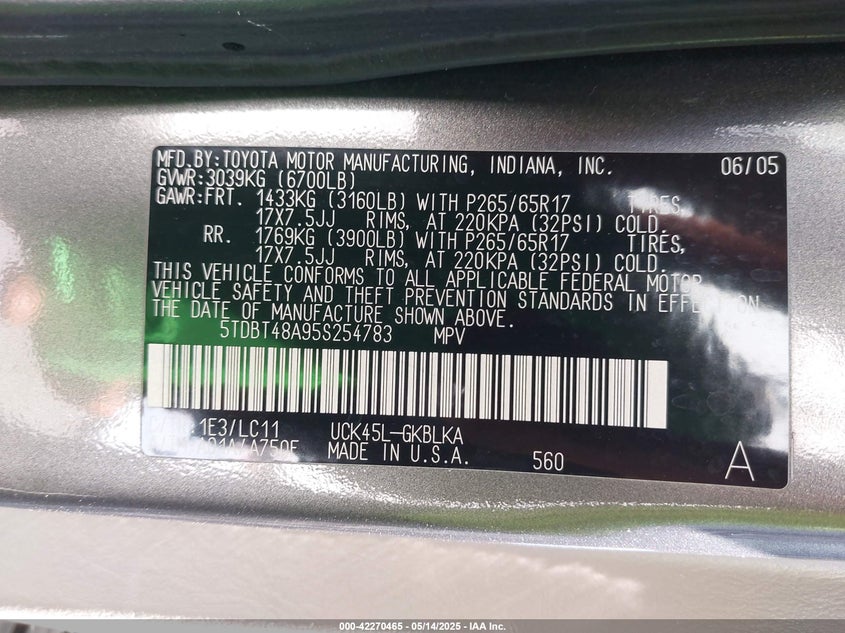 MFD.BY:TOYOTA MOTOR MANUFACTURING, INDIANA, INC. 06/05
GVWR:3039KG (6700LB)
GAWR:FRT. 1433KG (3160LB) WITH P265/65R17 TIRES,
17X7.5JJ RIMS, AT 220KPA (32PSI) COLD.
RR. 1769KG (3900LB) WITH P265/65R17 TIRES,
17X7.5JJ RIMS, AT 220KPA (32PSI) COLD.
THIS VEHICLE CONFORMS TO ALL APPLICABLE FEDERAL MOTOR
VEHICLE SAFETY AND THEFT PREVENTION STANDARDS IN EFFECT ON
THE DATE OF MANUFACTURE SHOWN ABOVE.
5TDBT48A95S254783 MPV
1E3/LC11 UCK45L-GKBLKA
MADE IN U.S.A. 560 A
000-42270465 - 05/14/2025 - IAA Inc.